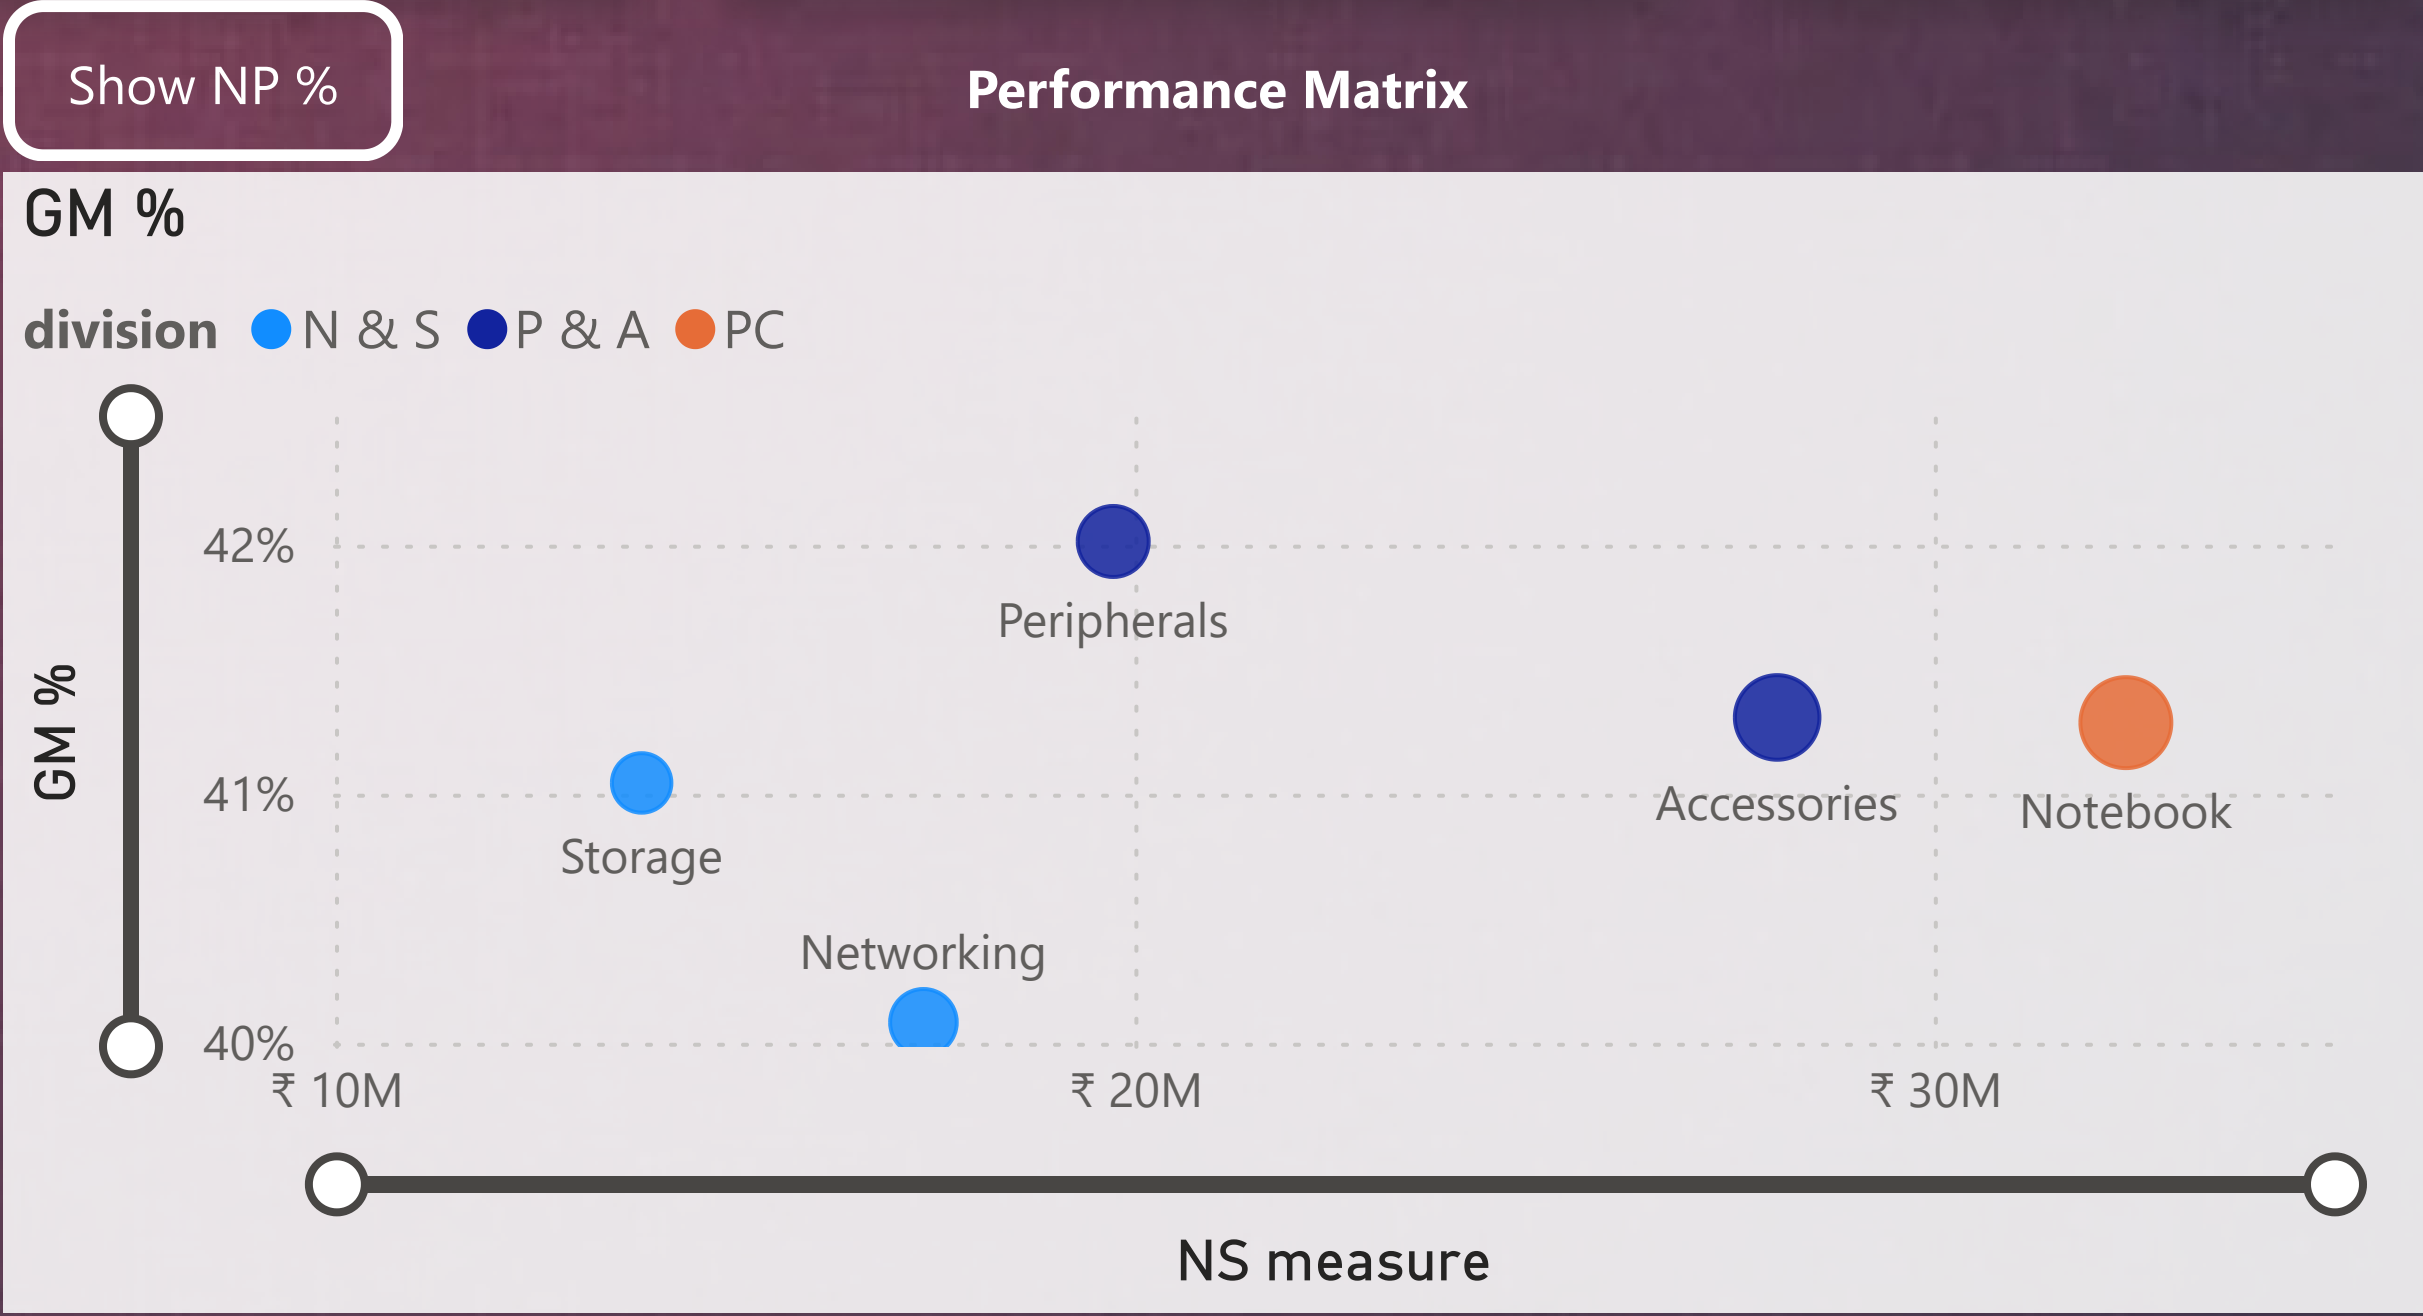 Show NP %
Performance Matrix
GM %
division N & S P & A PC
GM %
42%
Peripherals
41%
Storage
Accessories
Notebook
Networking
40%
₹ 10M ₹ 20M ₹ 30M
NS measure